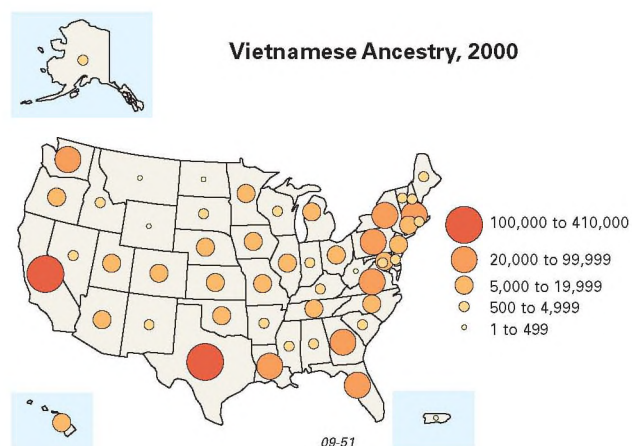 Vietnamese Ancestry, 2000
100,000 to 410,000
20,000 to 99,999
5,000 to 19,999
500 to 4,999
1 to 499
09-51